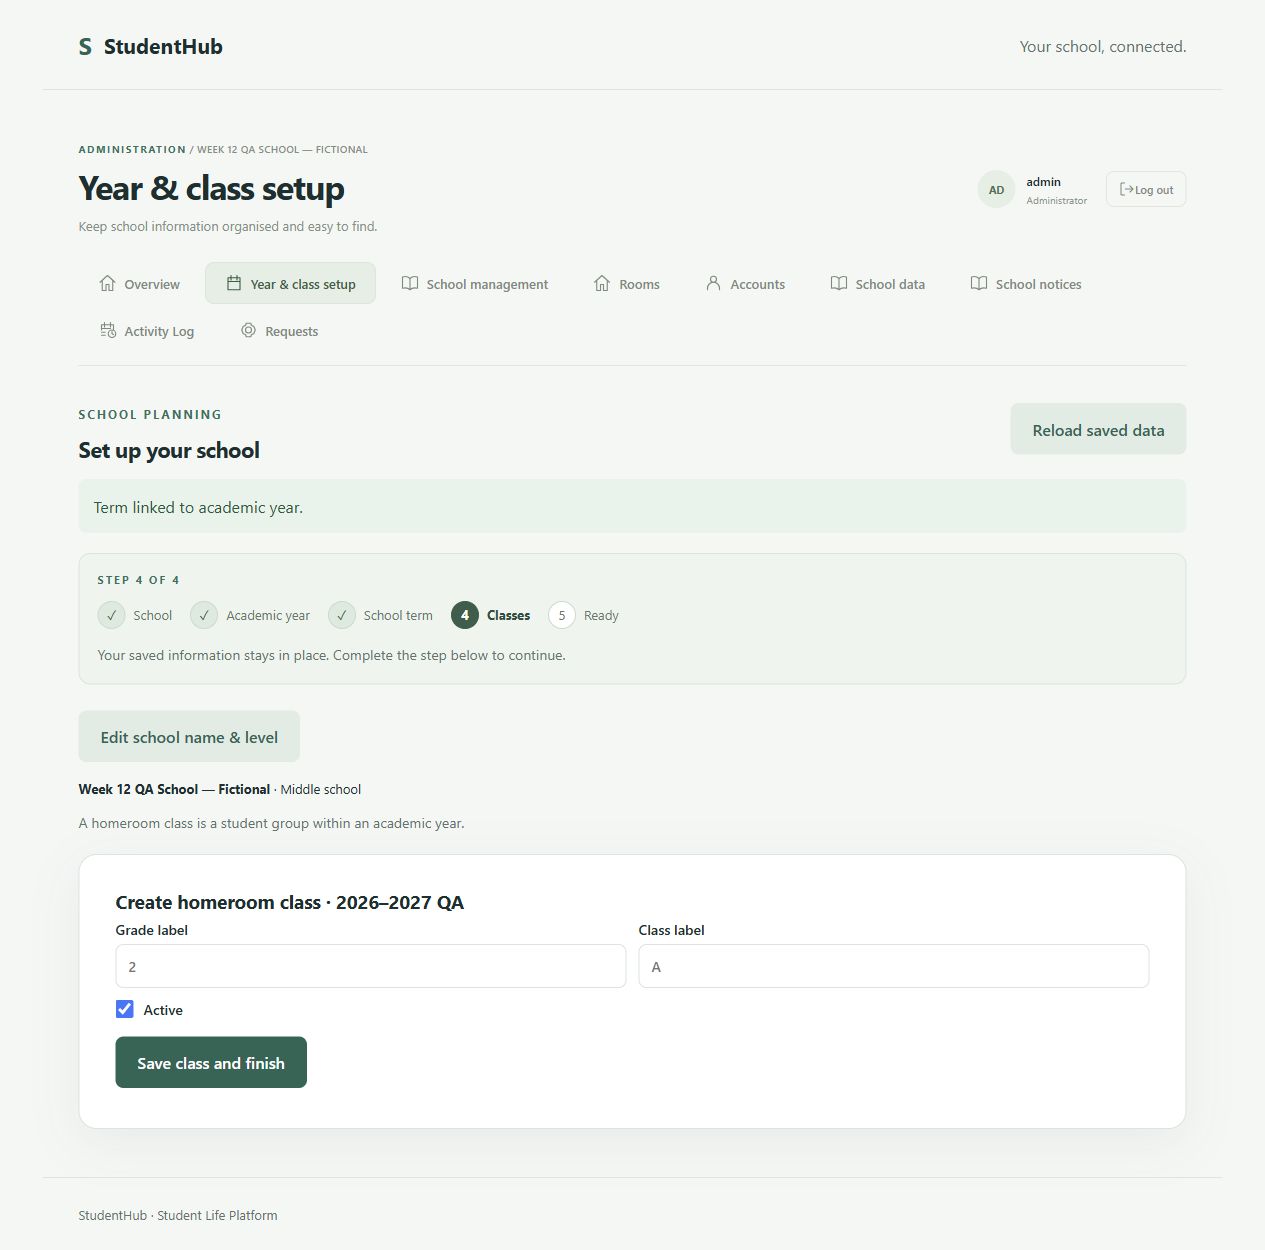 S StudentHub
Your school, connected.
ADMINISTRATION / WEEK 12 QA SCHOOL — FICTIONAL
Year & class setup
Keep school information organised and easy to find.
AD
admin
Administrator
Log out
Overview
Year & class setup
School management
Rooms
Accounts
School data
School notices
Activity Log
Requests
SCHOOL PLANNING
Set up your school
Reload saved data
Term linked to academic year.
STEP 4 OF 4
✓ School ✓ Academic year ✓ School term 4 Classes 5 Ready
Your saved information stays in place. Complete the step below to continue.
Edit school name & level
Week 12 QA School — Fictional · Middle school
A homeroom class is a student group within an academic year.
Create homeroom class · 2026–2027 QA
Grade label
2
Class label
A
Active
Save class and finish
StudentHub · Student Life Platform